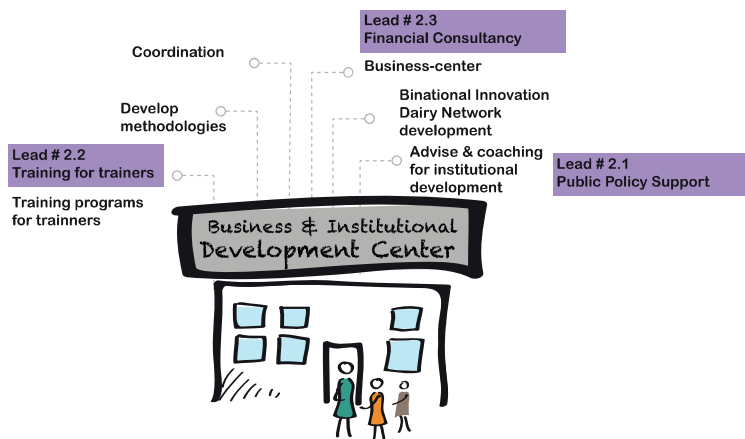 Lead # 2.3
Financial Consultancy
Coordination
Business-center
Binational Innovation
Dairy Network
development
Develop
methodologies
Lead # 2.2
Training for trainers
Advise & coaching
for institutional
development
Lead # 2.1
Public Policy Support
Training programs
for trainners
Business & Institutional
Development Center